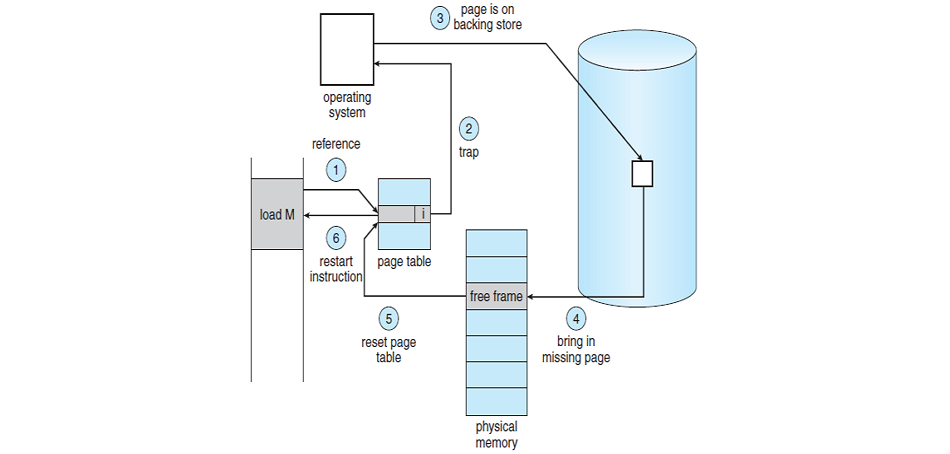 3
page is on
backing store
operating
system
2
trap
reference
1
load M
i
6
restart
instruction
page table
free frame
5
reset page
table
4
bring in
missing page
physical
memory